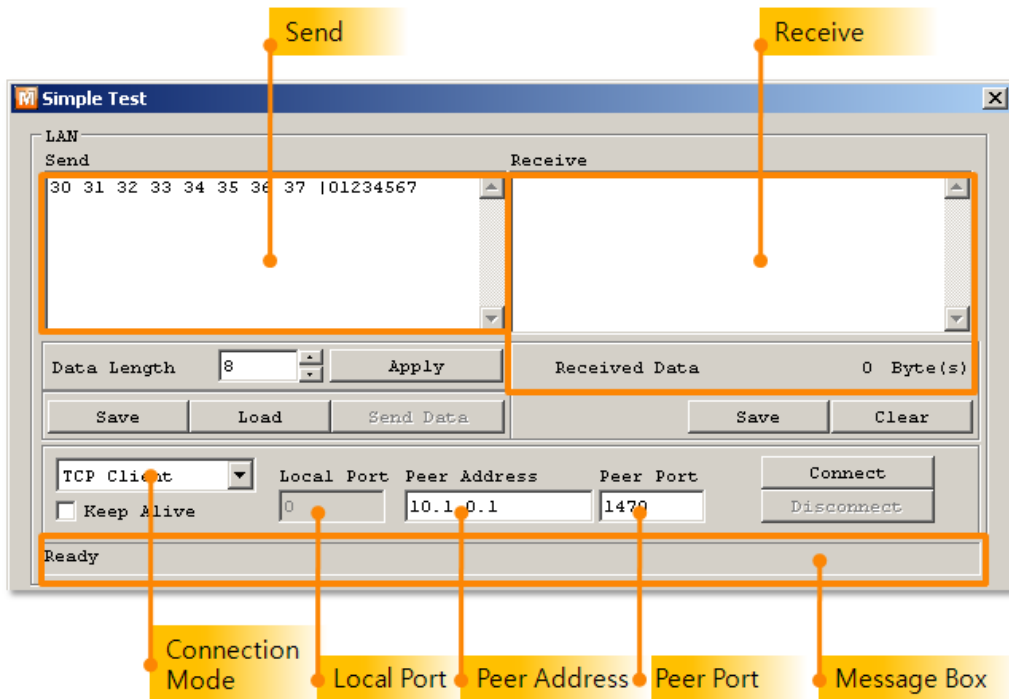 Send
Receive
Simple Test
LAN
Send
Receive
30 31 32 33 34 35 36 37 |01234567
Data Length
8
Apply
Received Data
0 Byte(s)
Save
Load
Send Data
Save
Clear
TCP Client
Local Port
Peer Address
Peer Port
Connect
Keep Alive
0
10.1.0.1
1470
Disconnect
Ready
Connection
Mode
Local Port
Peer Address
Peer Port
Message Box